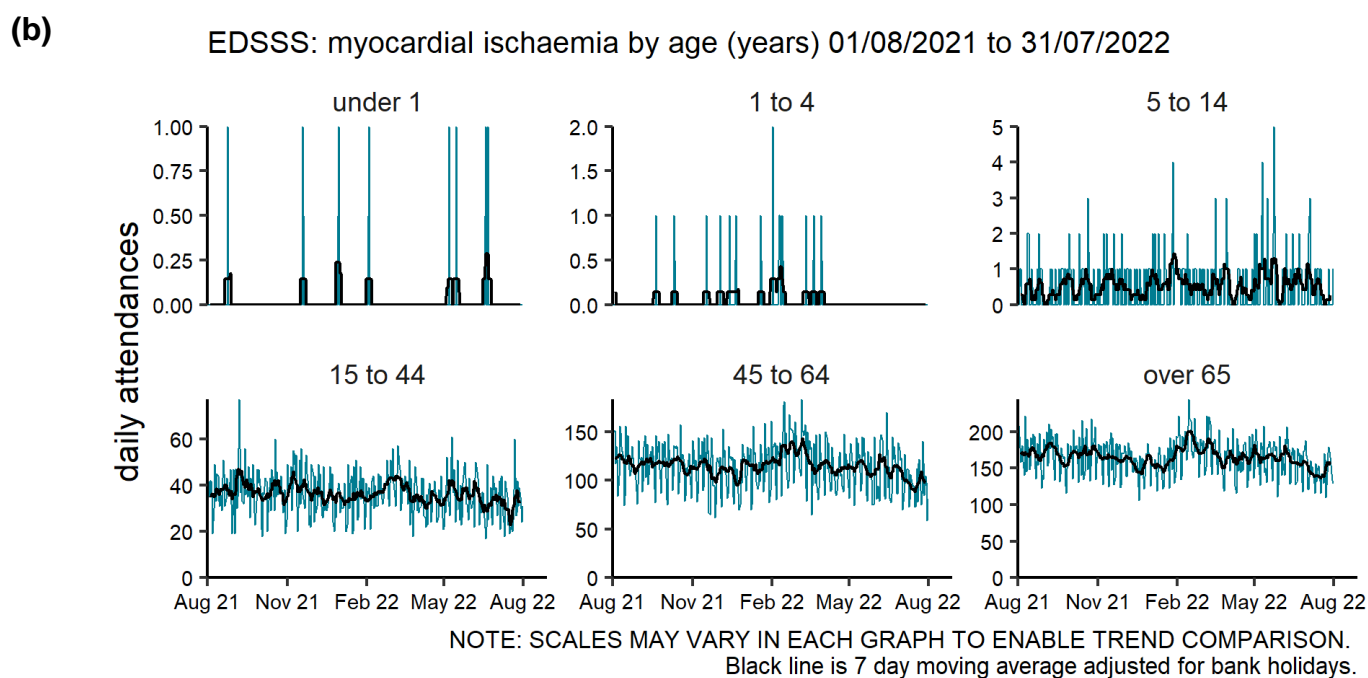 (b)
EDSSS: myocardial ischaemia by age (years) 01/08/2021 to 31/07/2022
daily attendances
under 1
1.00
0.75
0.50
0.25
0.00
1 to 4
2.0
1.5
1.0
0.5
0.0
5 to 14
5
4
3
2
1
0
15 to 44
60
40
20
0
Aug 21 Nov 21 Feb 22 May 22 Aug 22
45 to 64
150
100
50
0
Aug 21 Nov 21 Feb 22 May 22 Aug 22
over 65
200
150
100
50
0
Aug 21 Nov 21 Feb 22 May 22 Aug 22
NOTE: SCALES MAY VARY IN EACH GRAPH TO ENABLE TREND COMPARISON.
Black line is 7 day moving average adjusted for bank holidays.